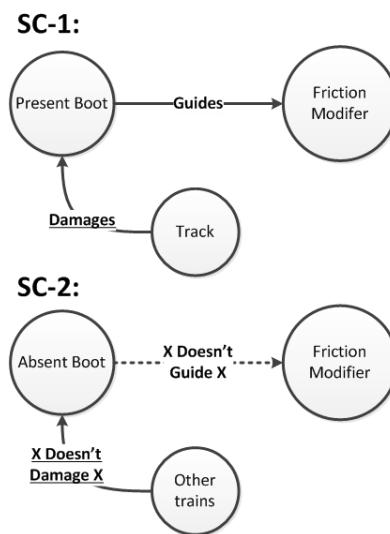 SC-1:
Present Boot
Guides
Friction
Modifer
Damages
Track
SC-2:
Absent Boot
X Doesn't
Guide X
Friction
Modifier
X Doesn't
Damage X
Other
trains